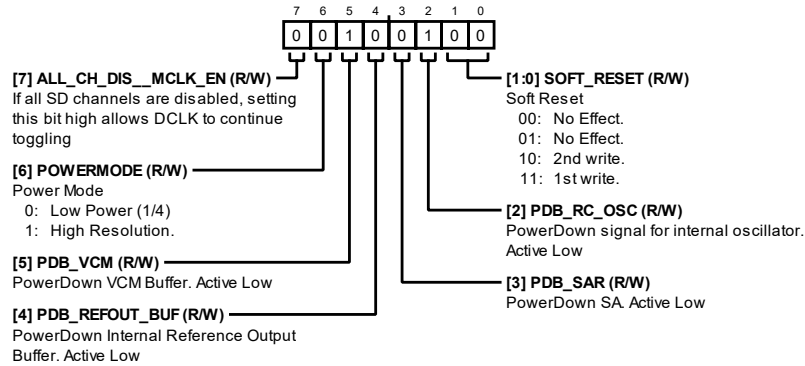 7 6 5 4 3 2 1 0
0 0 1 0 0 1 0 0
[7] ALL_CH_DIS__MCLK_EN (R/W)
If all SD channels are disabled, setting
this bit high allows DCLK to continue
toggling
[6] POWERMODE (R/W)
Power Mode
0: Low Power (1/4)
1: High Resolution.
[5] PDB_VCM (R/W)
PowerDown VCM Buffer. Active Low
[4] PDB_REFOUT_BUF (R/W)
PowerDown Internal Reference Output
Buffer. Active Low
[1:0] SOFT_RESET (R/W)
Soft Reset
00: No Effect.
01: No Effect.
10: 2nd write.
11: 1st write.
[2] PDB_RC_OSC (R/W)
PowerDown signal for internal oscillator.
Active Low
[3] PDB_SAR (R/W)
PowerDown SA. Active Low